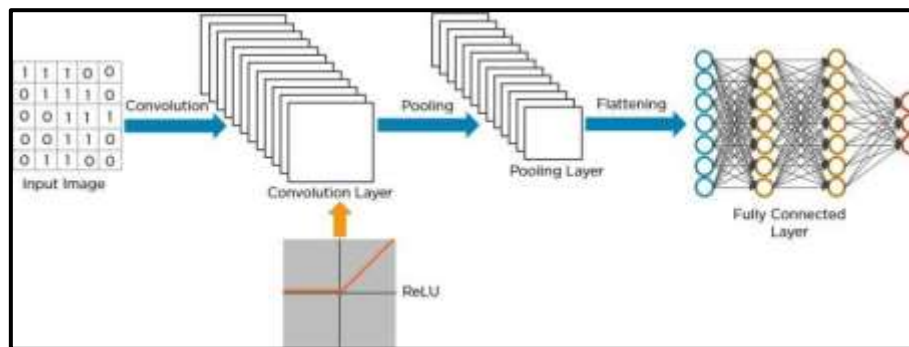 1 1 1 0 0
0 1 1 1 0
0 0 1 1 1
0 0 1 1 0
0 1 1 0 0
Input Image
Convolution
Convolution Layer
ReLU
Pooling
Pooling Layer
Flattening
Fully Connected
Layer